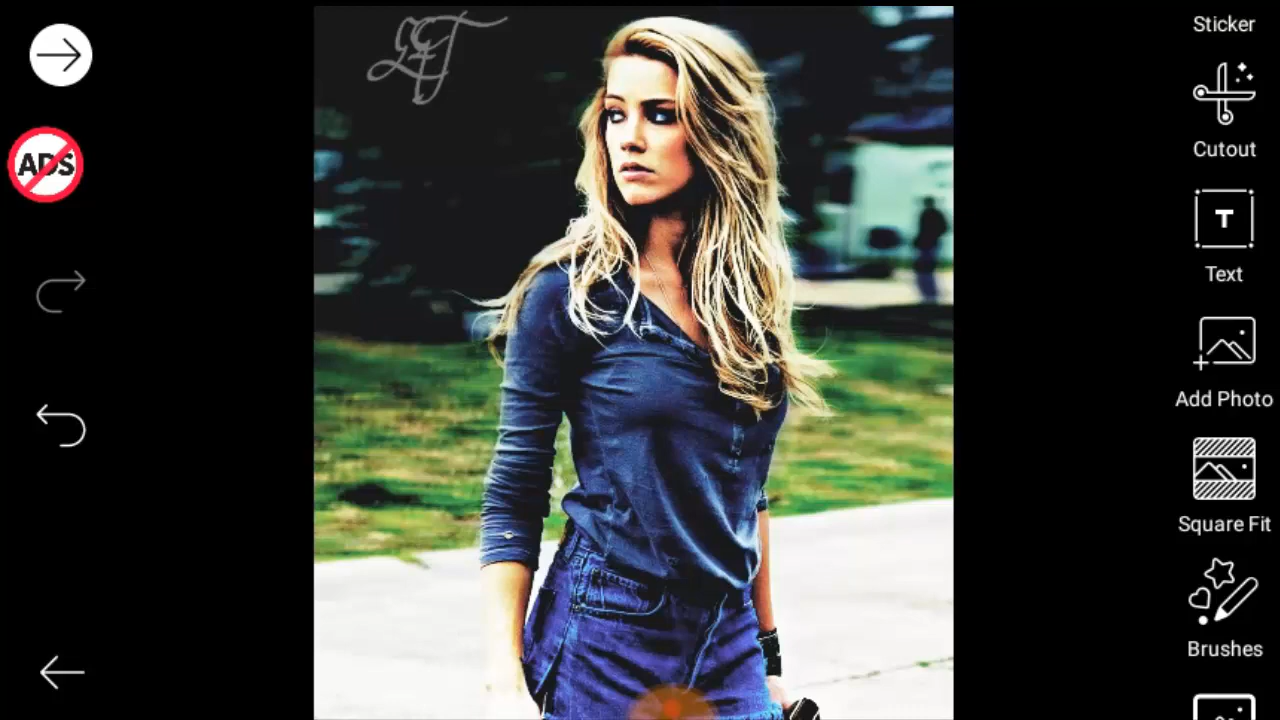 ADS
Sticker
Cutout
T
Text
Add Photo
Square Fit
Brushes